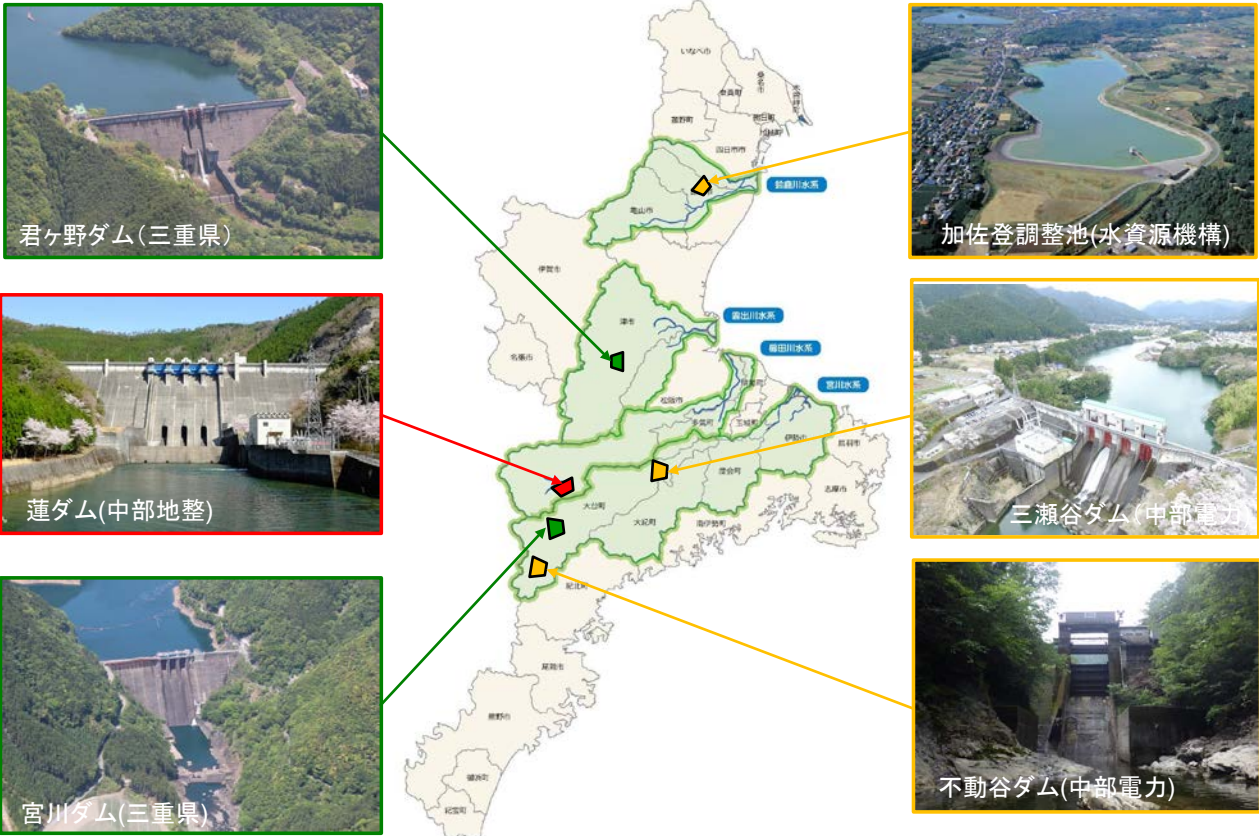 君ヶ野ダム(三重県)
蓮ダム(中部地整)
宮川ダム(三重県)
いなべ市
桑名市
東員町
菰野町
四日市市
亀山市
鈴鹿川水系
伊賀市
津市
雲出川水系
名張市
櫛田川水系
松阪市
宮川水系
多気町
玉城町
伊勢市
鳥羽市
度会町
志摩市
大台町
大紀町
南伊勢町
紀北町
尾鷲市
熊野市
御浜町
紀宝町
加佐登調整池(水資源機構)
三瀬谷ダム(中部電力)
不動谷ダム(中部電力)